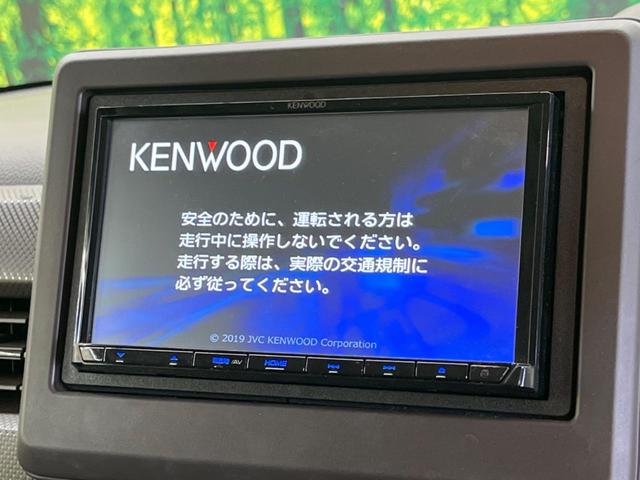 KENWOOD
KENWOOD
安全のために、運転される方は
走行中に操作しないでください。
走行する際は、実際の交通規制に
必ず従ってください。
© 2019 JVC KENWOOD Corporation
HOME